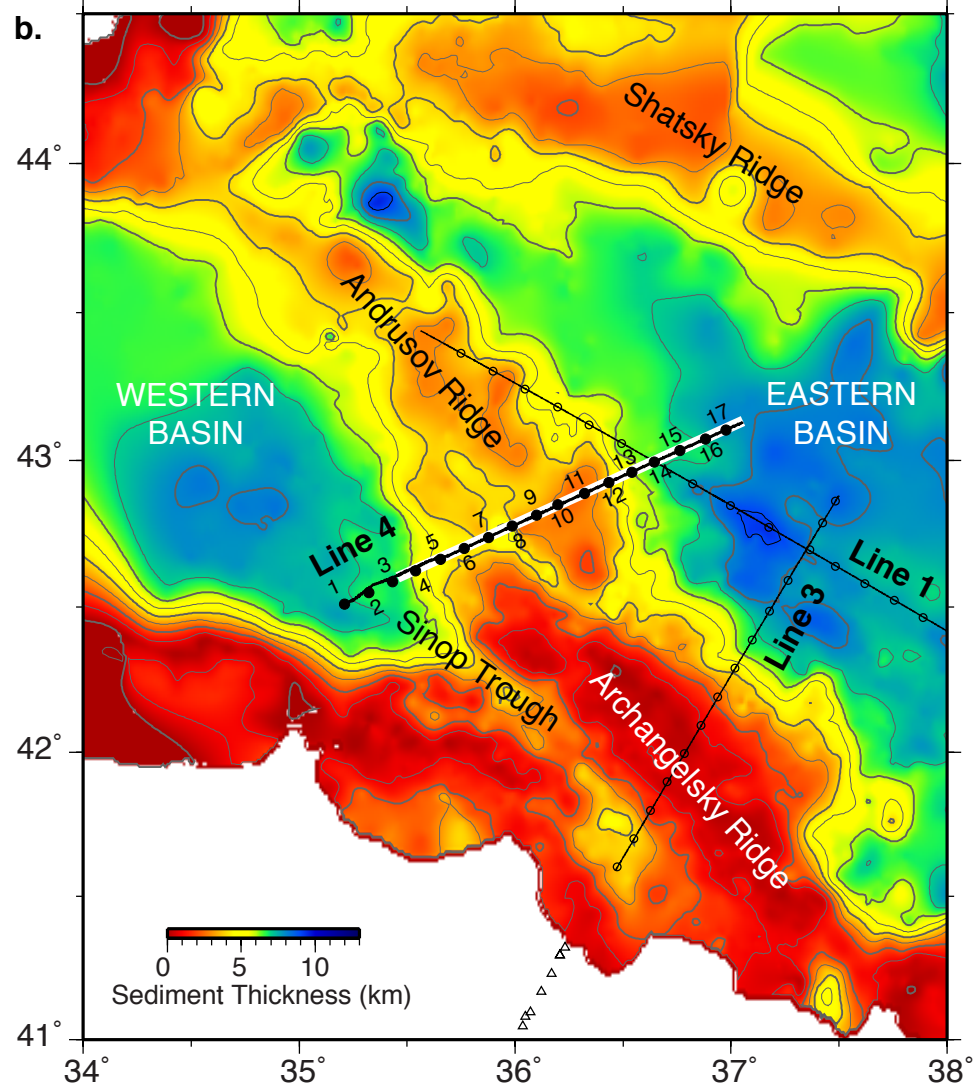 b.
44°
43°
42°
41°
34°
35°
36°
37°
38°
Shatsky Ridge
Andrusov Ridge
WESTERN
BASIN
EASTERN
BASIN
Line 4
1
2
3
4
5
6
7
8
9
10
11
12
13
14
15
16
17
Line 1
Line 3
Sinop Trough
Archangelsky Ridge
0
5
10
Sediment Thickness (km)